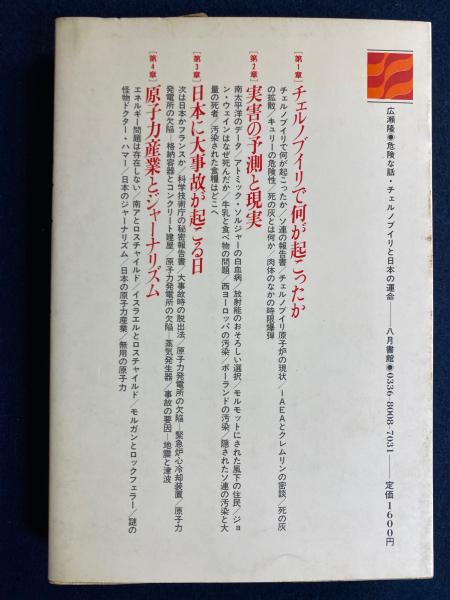 広瀬隆◉危険な話・チェルノブイリと日本の運命――八月書館◉0336-8008-7031――定価1600円
[第1章]チェルノブイリで何が起こったか
チェルノブイリで何が起こったか/ソ連の報告書/チェルノブイリ原子炉の現状/IAEAとクレムリンの密談/死の灰
の拡散/キュリーの危険性/死の灰とは何か/肉体のなかの時限爆弾
[第2章]実害の予測と現実
南太平洋のデータ/アトミック・ソルジャーの白血病/放射能のおそろしい選択/モルモットにされた風下の住民/ジョ
ン・ウェインはなぜ死んだか/牛乳と食べ物の問題/西ヨーロッパの汚染/ポーランドの汚染/隠されたソ連の汚染と大
量の死者/汚染された食糧はどこへ
[第3章]日本に大事故が起こる日
次は日本かフランスか/科学技術庁の秘密報告書/大事故時の脱出法/原子力発電所の欠陥―緊急炉心冷却装置/原子力
発電所の欠陥―格納容器とコンクリート建屋/原子力発電所の欠陥―蒸気発生器/事故の要因―地震と津波
[第4章]原子力産業とジャーナリズム
エネルギー問題は存在しない/南アとロスチャイルド/イスラエルとロスチャイルド/モルガンとロックフェラー/謎の
怪物ドクター・ハマー/日本のジャーナリズム/日本の原子力産業/無用の原子力